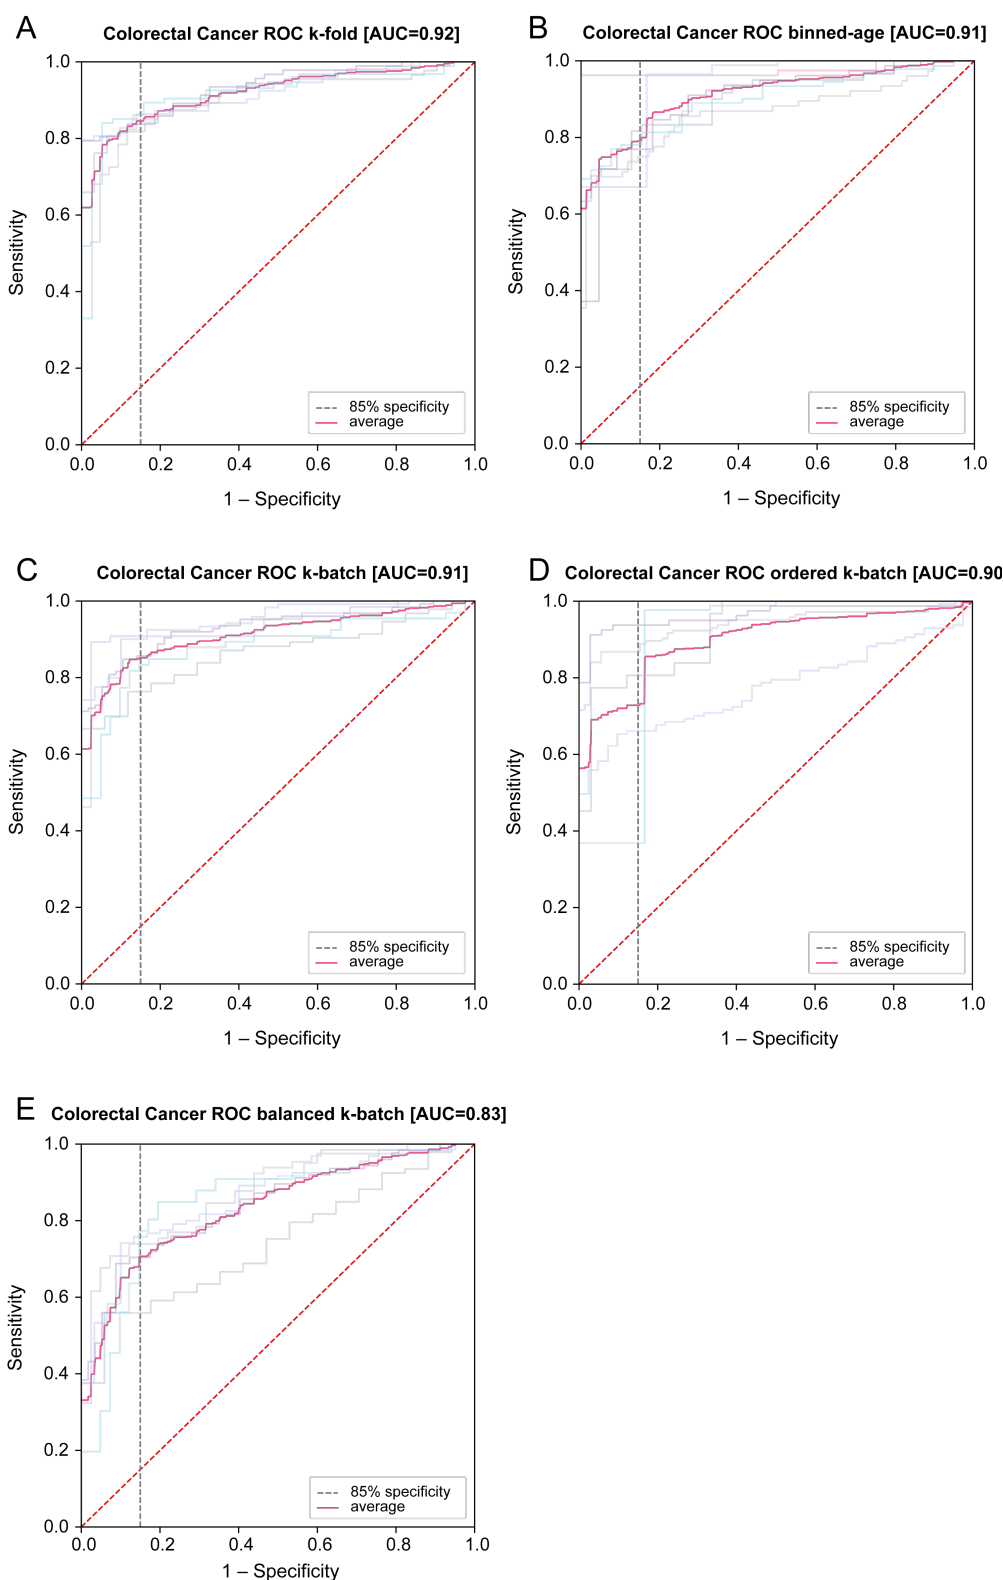 A
Colorectal Cancer ROC k-fold [AUC=0.92]
1.0
0.8
0.6
0.4
0.2
0.0
Sensitivity
85% specificity
average
0.0 0.2 0.4 0.6 0.8 1.0
1 – Specificity
B
Colorectal Cancer ROC binned-age [AUC=0.91]
1.0
0.8
0.6
0.4
0.2
0.0
Sensitivity
85% specificity
average
0.0 0.2 0.4 0.6 0.8 1.0
1 – Specificity
C
Colorectal Cancer ROC k-batch [AUC=0.91]
1.0
0.8
0.6
0.4
0.2
0.0
Sensitivity
85% specificity
average
0.0 0.2 0.4 0.6 0.8 1.0
1 – Specificity
D
Colorectal Cancer ROC ordered k-batch [AUC=0.90
1.0
0.8
0.6
0.4
0.2
0.0
Sensitivity
85% specificity
average
0.0 0.2 0.4 0.6 0.8 1.0
1 – Specificity
E
Colorectal Cancer ROC balanced k-batch [AUC=0.83]
1.0
0.8
0.6
0.4
0.2
0.0
Sensitivity
85% specificity
average
0.0 0.2 0.4 0.6 0.8 1.0
1 – Specificity